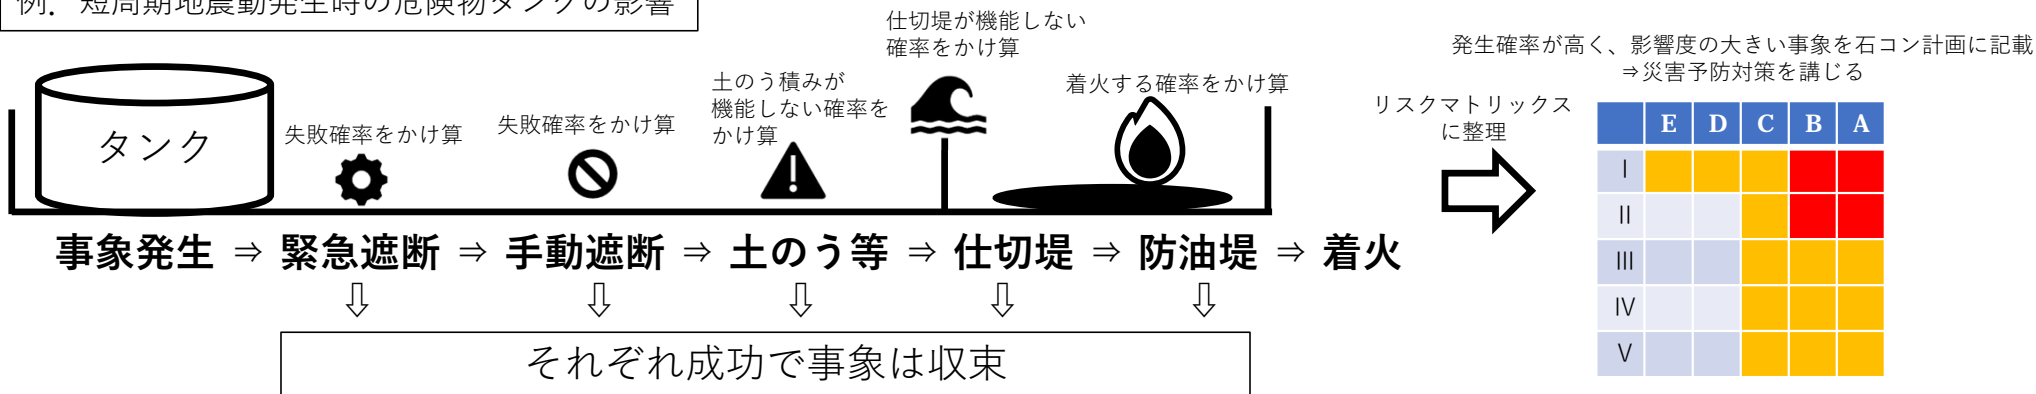 例．短周期地震動発生時の危険物タンクの影響
仕切堤が機能しない
確率をかけ算
発生確率が高く、影響度の大きい事象を石コン計画に記載
⇒災害予防対策を講じる
土のう積みが
機能しない確率を
かけ算
着火する確率をかけ算
リスクマトリックス
に整理
失敗確率をかけ算
失敗確率をかけ算
タンク
E D C B A
I
II
III
IV
V
事象発生 ⇒ 緊急遮断 ⇒ 手動遮断 ⇒ 土のう等 ⇒ 仕切堤 ⇒ 防油堤 ⇒ 着火
⇩ ⇩ ⇩ ⇩ ⇩
それぞれ成功で事象は収束